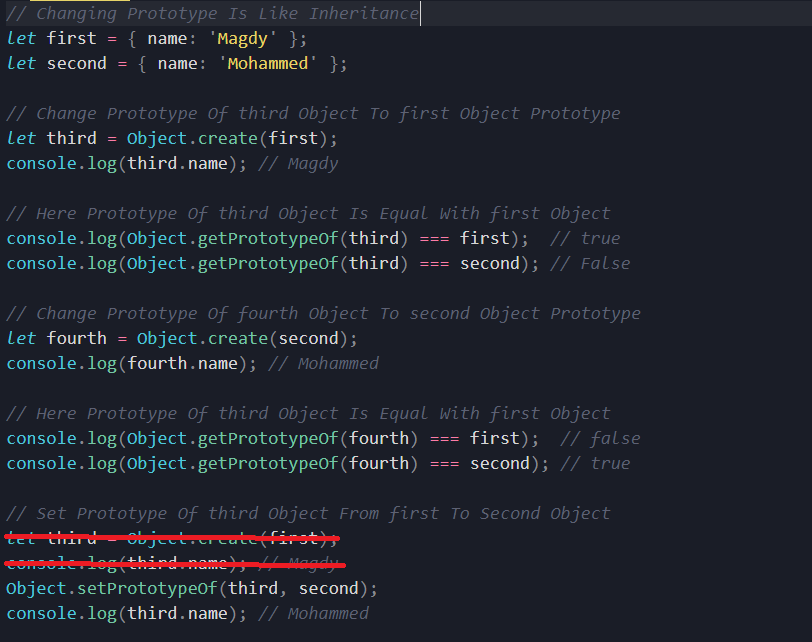 // Changing Prototype Is Like Inheritance
let first = { name: 'Magdy' };
let second = { name: 'Mohammed' };
// Change Prototype Of third Object To first Object Prototype
let third = Object.create(first);
console.log(third.name); // Magdy
// Here Prototype Of third Object Is Equal With first Object
console.log(Object.getPrototypeOf(third) === first);  // true
console.log(Object.getPrototypeOf(third) === second); // False
// Change Prototype Of fourth Object To second Object Prototype
let fourth = Object.create(second);
console.log(fourth.name); // Mohammed
// Here Prototype Of third Object Is Equal With first Object
console.log(Object.getPrototypeOf(fourth) === first);  // false
console.log(Object.getPrototypeOf(fourth) === second); // true
// Set Prototype Of third Object From first To Second Object
let third = Object.create(first);
console.log(third.name); // Magdy
Object.setPrototypeOf(third, second);
console.log(third.name); // Mohammed